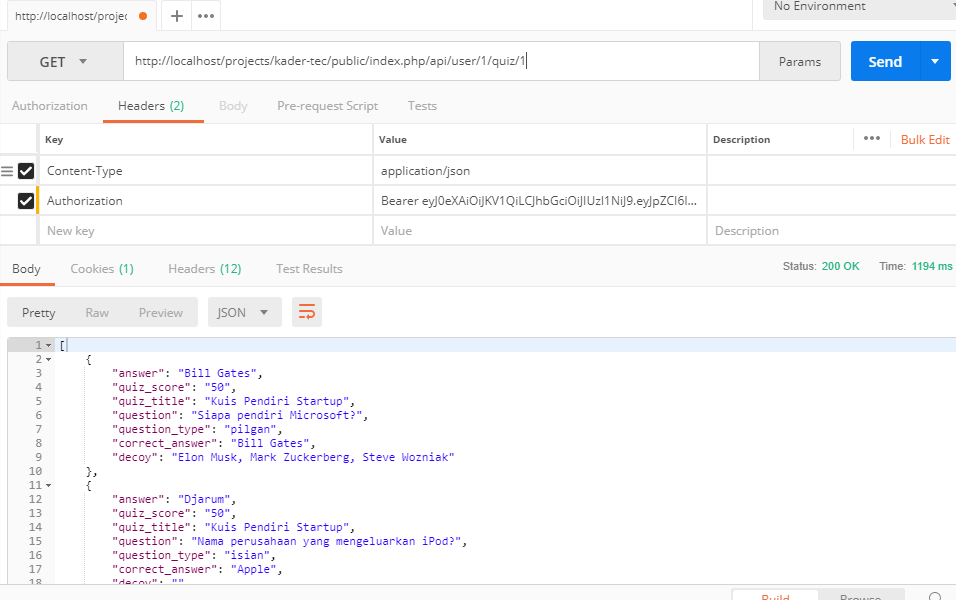 http://localhost/projec
No Environment
GET http://localhost/projects/kader-tec/public/index.php/api/user/1/quiz/1 Params Send
Authorization Headers (2) Body Pre-request Script Tests
Key Value Description Bulk Edit
Content-Type application/json
Authorization Bearer eyJ0eXAiOiJKV1QiLCJhbGciOiJIUzI1NiJ9.eyJpZCI6I...
New key Value Description
Body Cookies (1) Headers (12) Test Results Status: 200 OK Time: 1194 ms
Pretty Raw Preview JSON
1 [
2 {
3 "answer": "Bill Gates",
4 "quiz_score": "50",
5 "quiz_title": "Kuis Pendiri Startup",
6 "question": "Siapa pendiri Microsoft?",
7 "question_type": "pilgan",
8 "correct_answer": "Bill Gates",
9 "decoy": "Elon Musk, Mark Zuckerberg, Steve Wozniak"
10 },
11 {
12 "answer": "Djarum",
13 "quiz_score": "50",
14 "quiz_title": "Kuis Pendiri Startup",
15 "question": "Nama perusahaan yang mengeluarkan iPod?",
16 "question_type": "isian",
17 "correct_answer": "Apple",
18 "decoy": ""
Build Browse